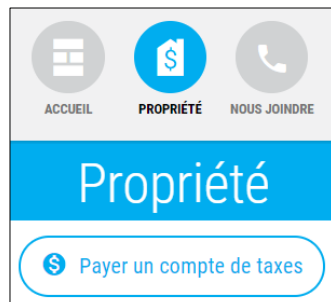 ACCUEIL PROPRIÉTÉ NOUS JOINDRE
Propriété
Payer un compte de taxes